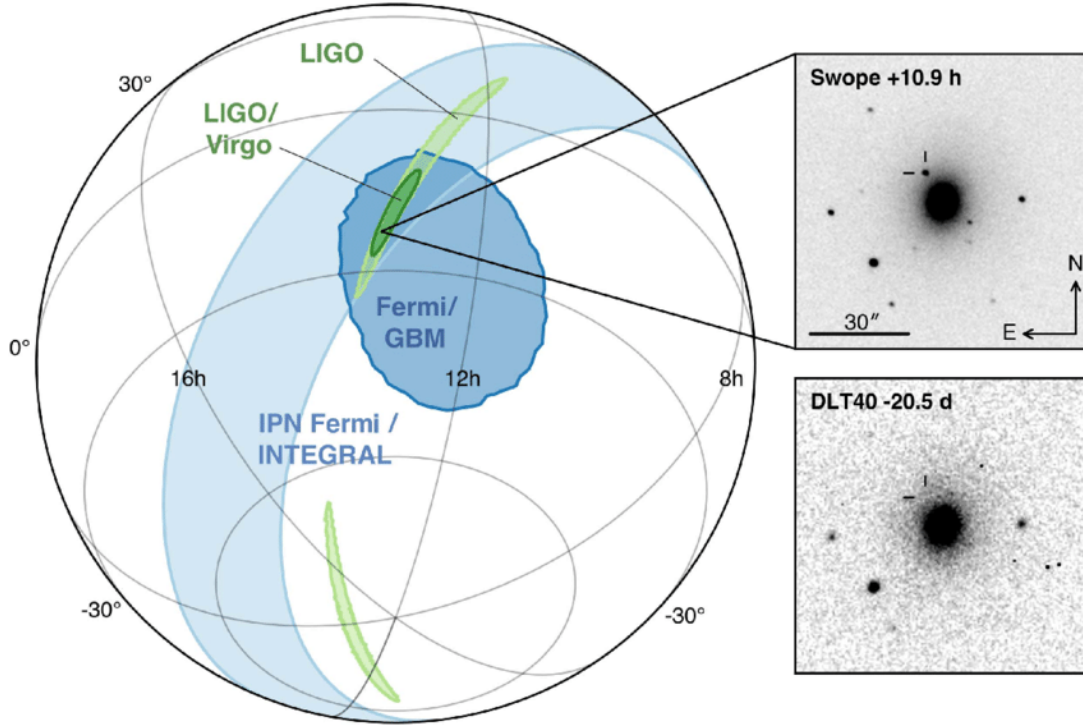 LIGO
30°
LIGO/
Virgo
Swope +10.9 h
N
E
30″
Fermi/
GBM
0°
16h
12h
8h
IPN Fermi /
INTEGRAL
DLT40 -20.5 d
-30°
-30°